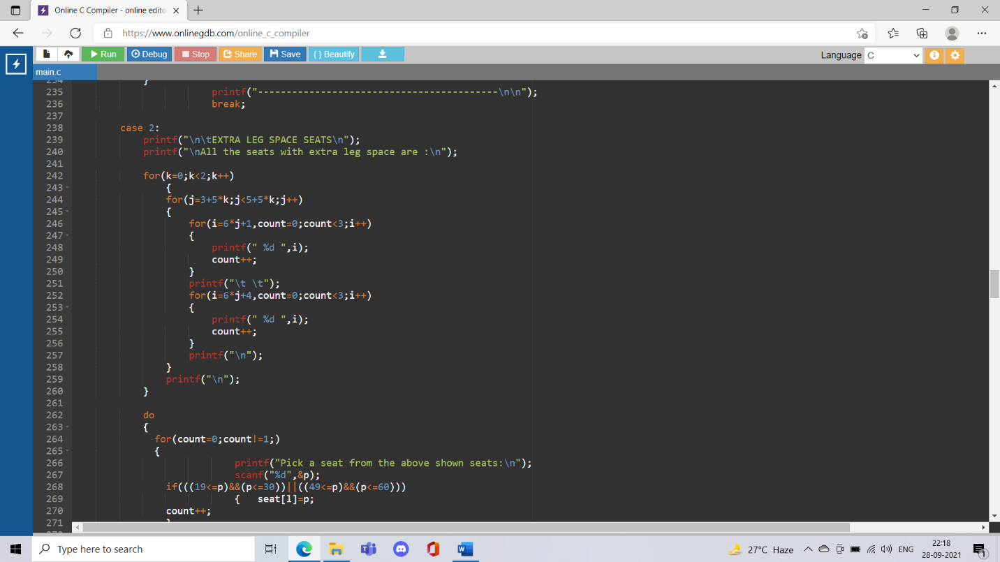 Online C Compiler - online edito
https://www.onlinegdb.com/online_c_compiler
Run Debug Stop Share Save { } Beautify Language C
main.c
234 }
235 printf("------------------------------------------\n\n");
236 break;
237
238 case 2:
239 printf("\n\tEXTRA LEG SPACE SEATS\n");
240 printf("\nAll the seats with extra leg space are :\n");
241
242 for(k=0;k<2;k++)
243 {
244 for(j=3+5*k;j<5+5*k;j++)
245 {
246 for(i=6*j+1,count=0;count<3;i++)
247 {
248 printf(" %d ",i);
249 count++;
250 }
251 printf("\t \t");
252 for(i=6*j+4,count=0;count<3;i++)
253 {
254 printf(" %d ",i);
255 count++;
256 }
257 printf("\n");
258 }
259 printf("\n");
260 }
261
262 do
263 {
264 for(count=0;count!=1;)
265 {
266 printf("Pick a seat from the above shown seats:\n");
267 scanf("%d",&p);
268 if(((19<=p)&&(p<=30))||((49<=p)&&(p<=60)))
269 { seat[l]=p;
270 count++;
271 }
Type here to search 27°C Haze ENG 22:18
28-09-2021 1